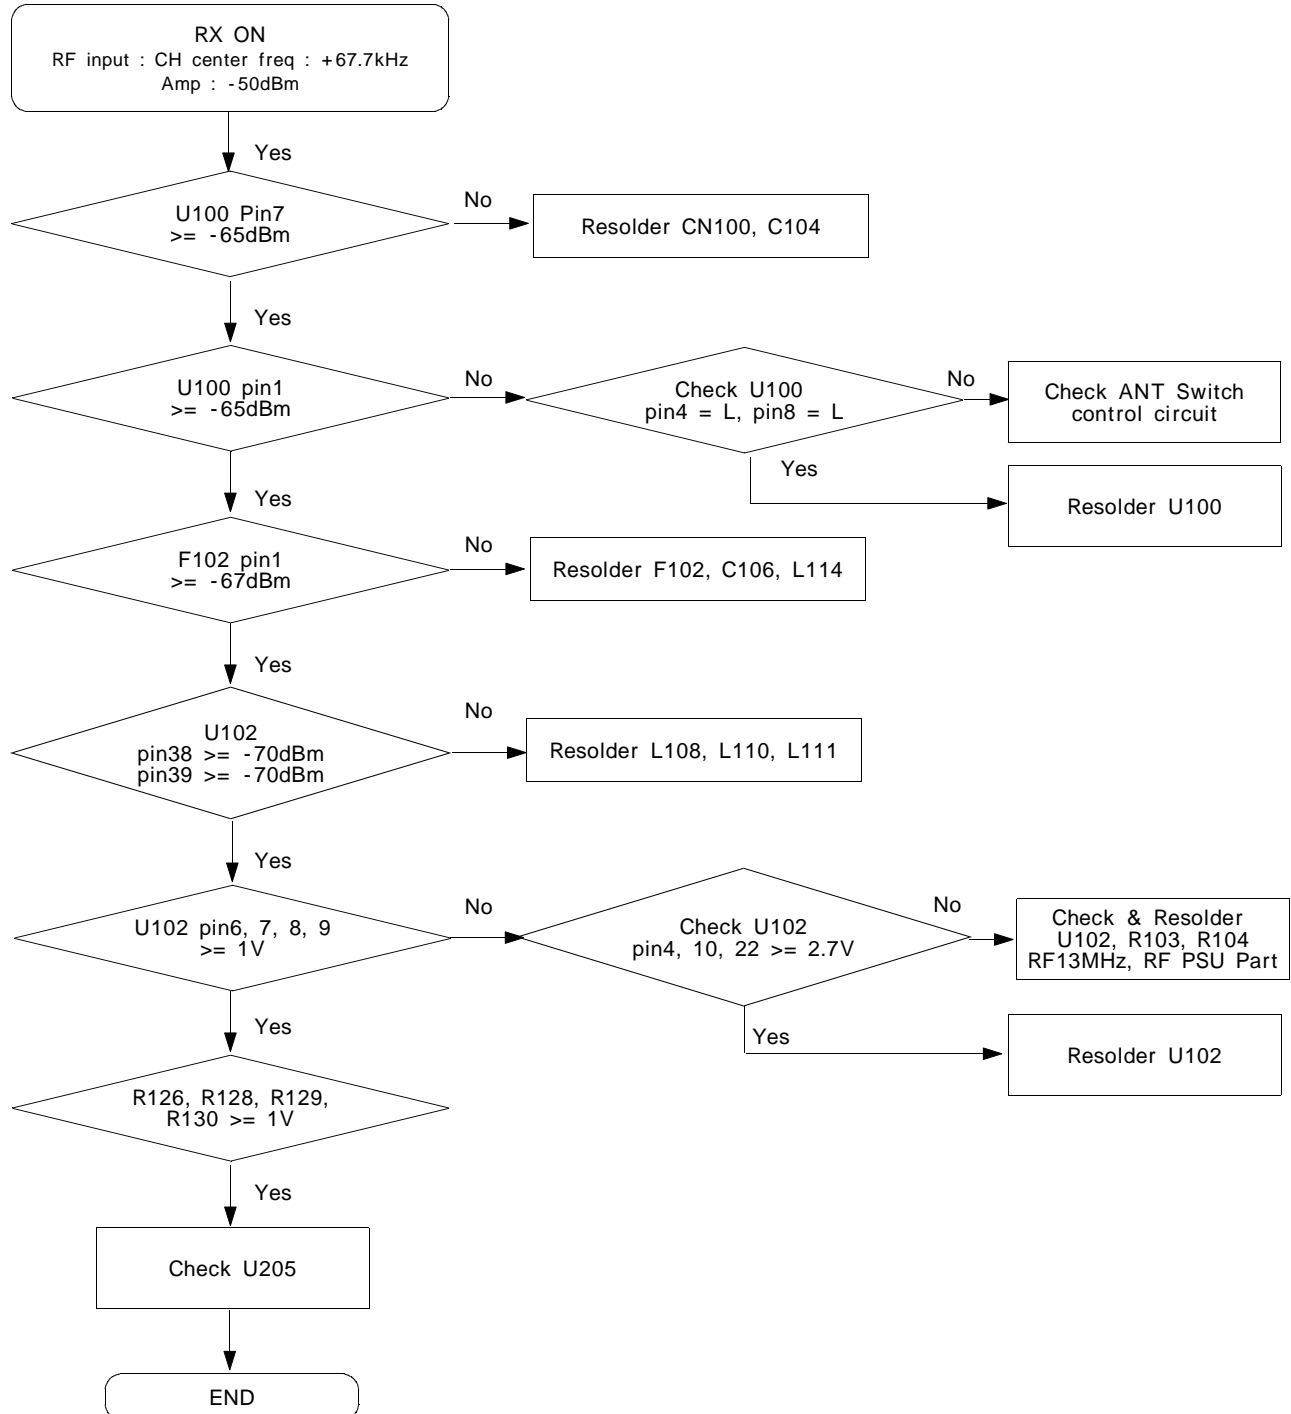 RX ON
RF input : CH center freq : +67.7kHz
Amp : -50dBm
Yes
U100 Pin7
>= -65dBm
No
Resolder CN100, C104
Yes
U100 pin1
>= -65dBm
No
Check U100
pin4 = L, pin8 = L
No
Check ANT Switch
control circuit
Yes
Resolder U100
Yes
F102 pin1
>= -67dBm
No
Resolder F102, C106, L114
Yes
U102
pin38 >= -70dBm
pin39 >= -70dBm
No
Resolder L108, L110, L111
Yes
U102 pin6, 7, 8, 9
>= 1V
No
Check U102
pin4, 10, 22 >= 2.7V
No
Check & Resolder
U102, R103, R104
RF13MHz, RF PSU Part
Yes
Resolder U102
Yes
R126, R128, R129,
R130 >= 1V
Yes
Check U205
END